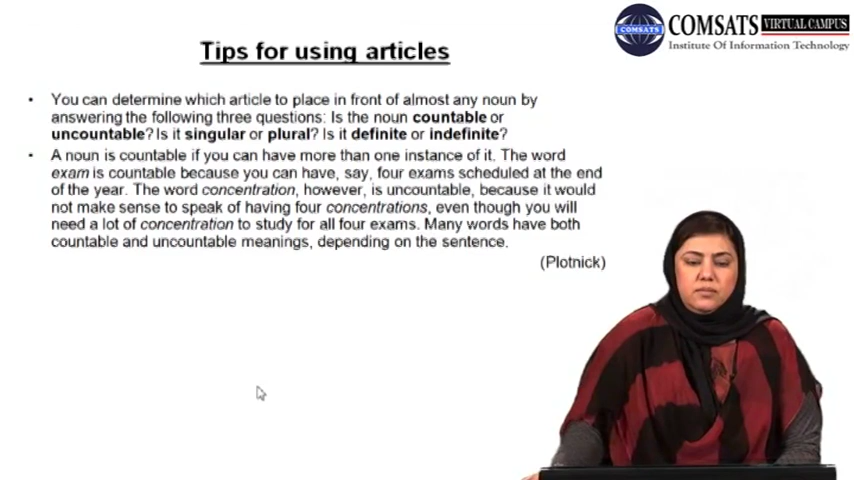 COMSATS VIRTUAL CAMPUS
Institute Of Information Technology
COMSATS
Tips for using articles
• You can determine which article to place in front of almost any noun by
answering the following three questions: Is the noun countable or
uncountable? Is it singular or plural? Is it definite or indefinite?
• A noun is countable if you can have more than one instance of it. The word
exam is countable because you can have, say, four exams scheduled at the end
of the year. The word concentration, however, is uncountable, because it would
not make sense to speak of having four concentrations, even though you will
need a lot of concentration to study for all four exams. Many words have both
countable and uncountable meanings, depending on the sentence.
(Plotnick)